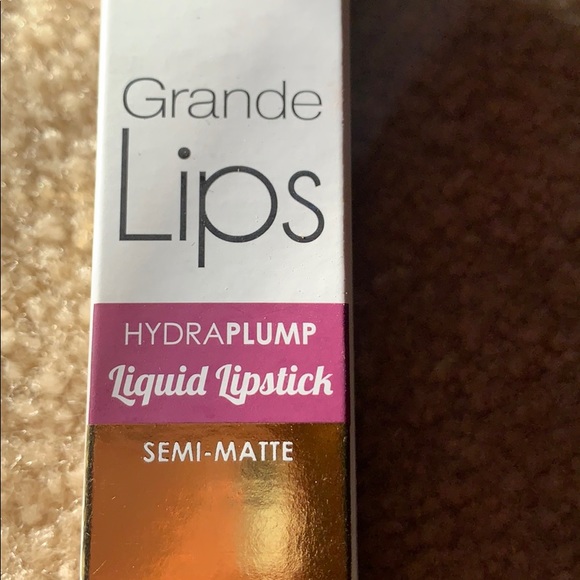 Grande
Lips
HYDRAPLUMP
Liquid Lipstick
SEMI-MATTE